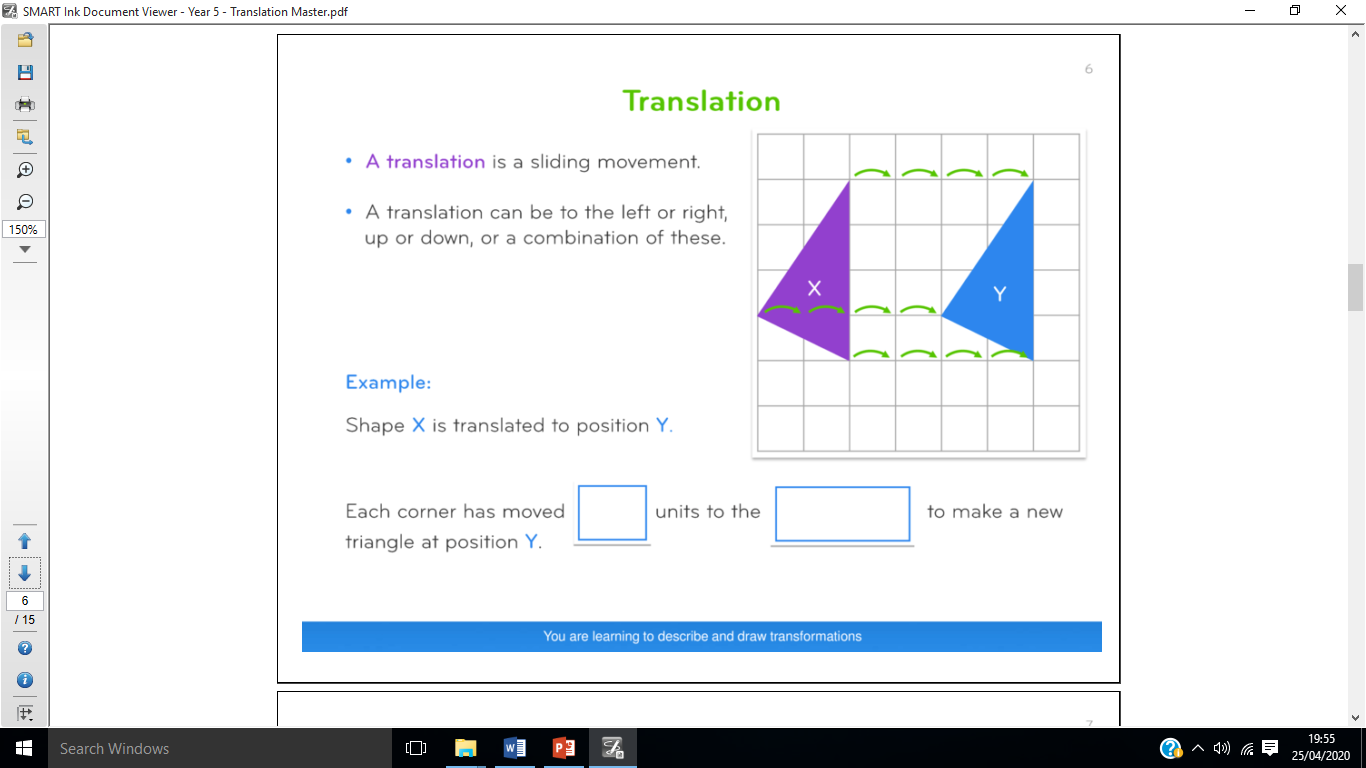 SMART Ink Document Viewer - Year 5 - Translation Master.pdf
6
Translation
• A translation is a sliding movement.
• A translation can be to the left or right,
up or down, or a combination of these.
X
Y
Example:
Shape X is translated to position Y.
Each corner has moved units to the to make a new
triangle at position Y.
You are learning to describe and draw transformations
150%
6
/ 15
Search Windows
19:55
25/04/2020